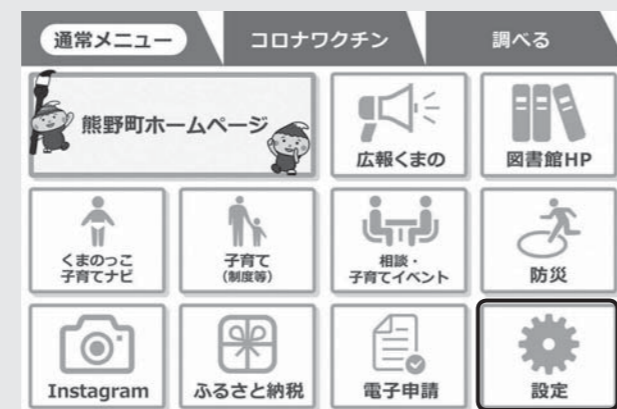 通常メニュー
コロナワクチン
調べる
熊野町ホームページ
広報くまの
図書館HP
くまのっこ
子育てナビ
子育て
(制度等)
相談・
子育てイベント
防災
Instagram
ふるさと納税
電子申請
設定